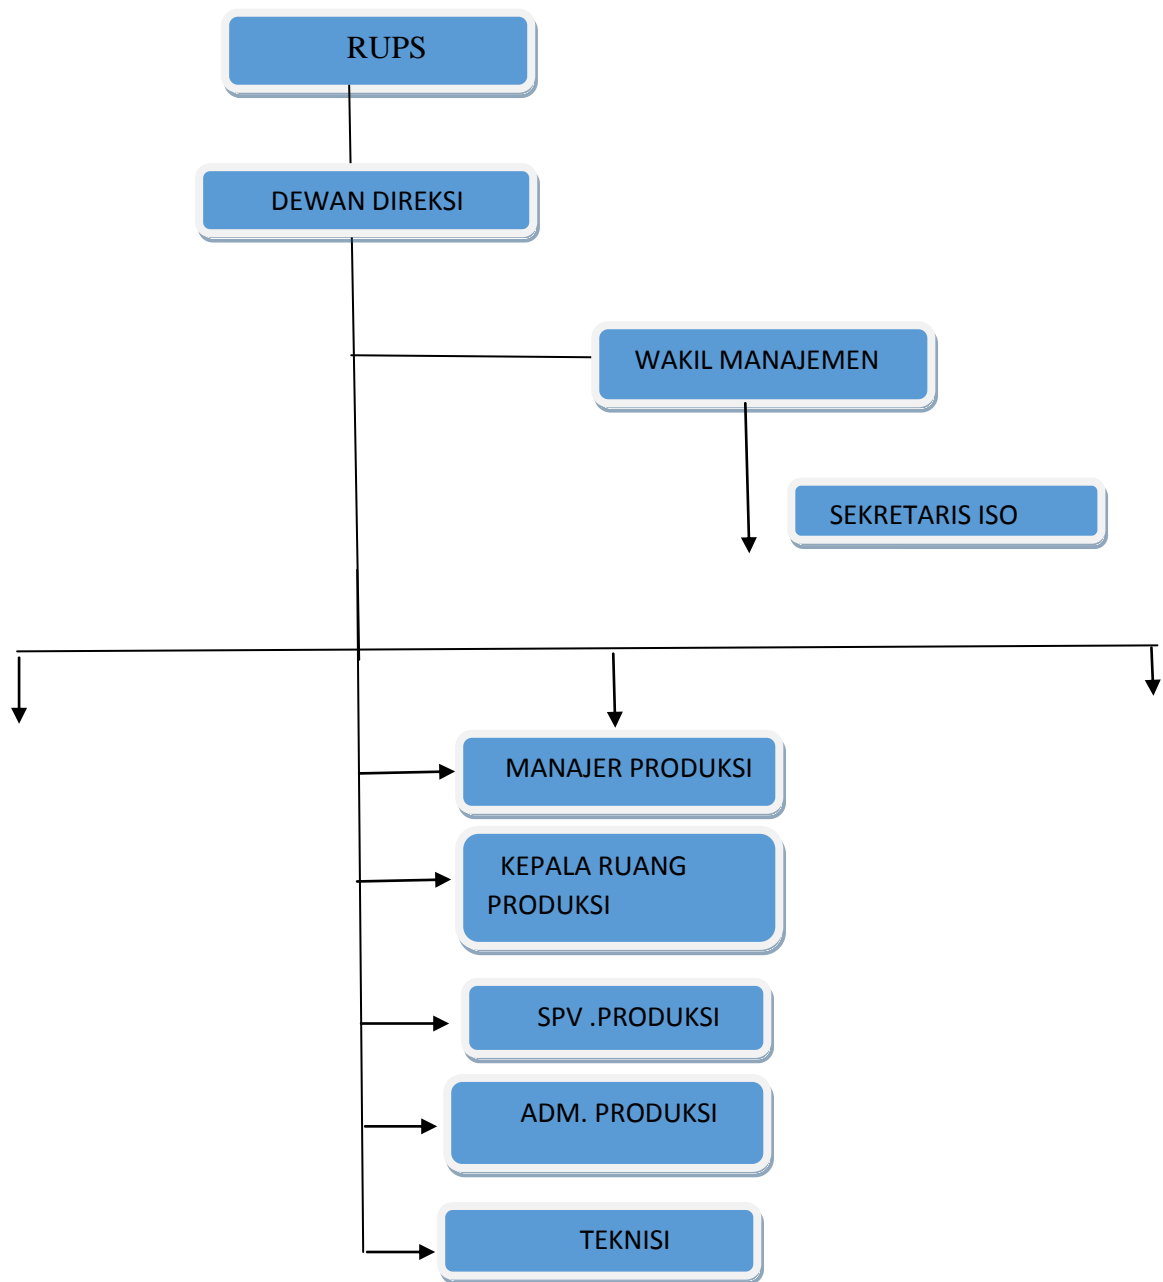 RUPS
DEWAN DIREKSI
WAKIL MANAJEMEN
SEKRETARIS ISO
MANAJER PRODUKSI
KEPALA RUANG
PRODUKSI
SPV .PRODUKSI
ADM. PRODUKSI
TEKNISI